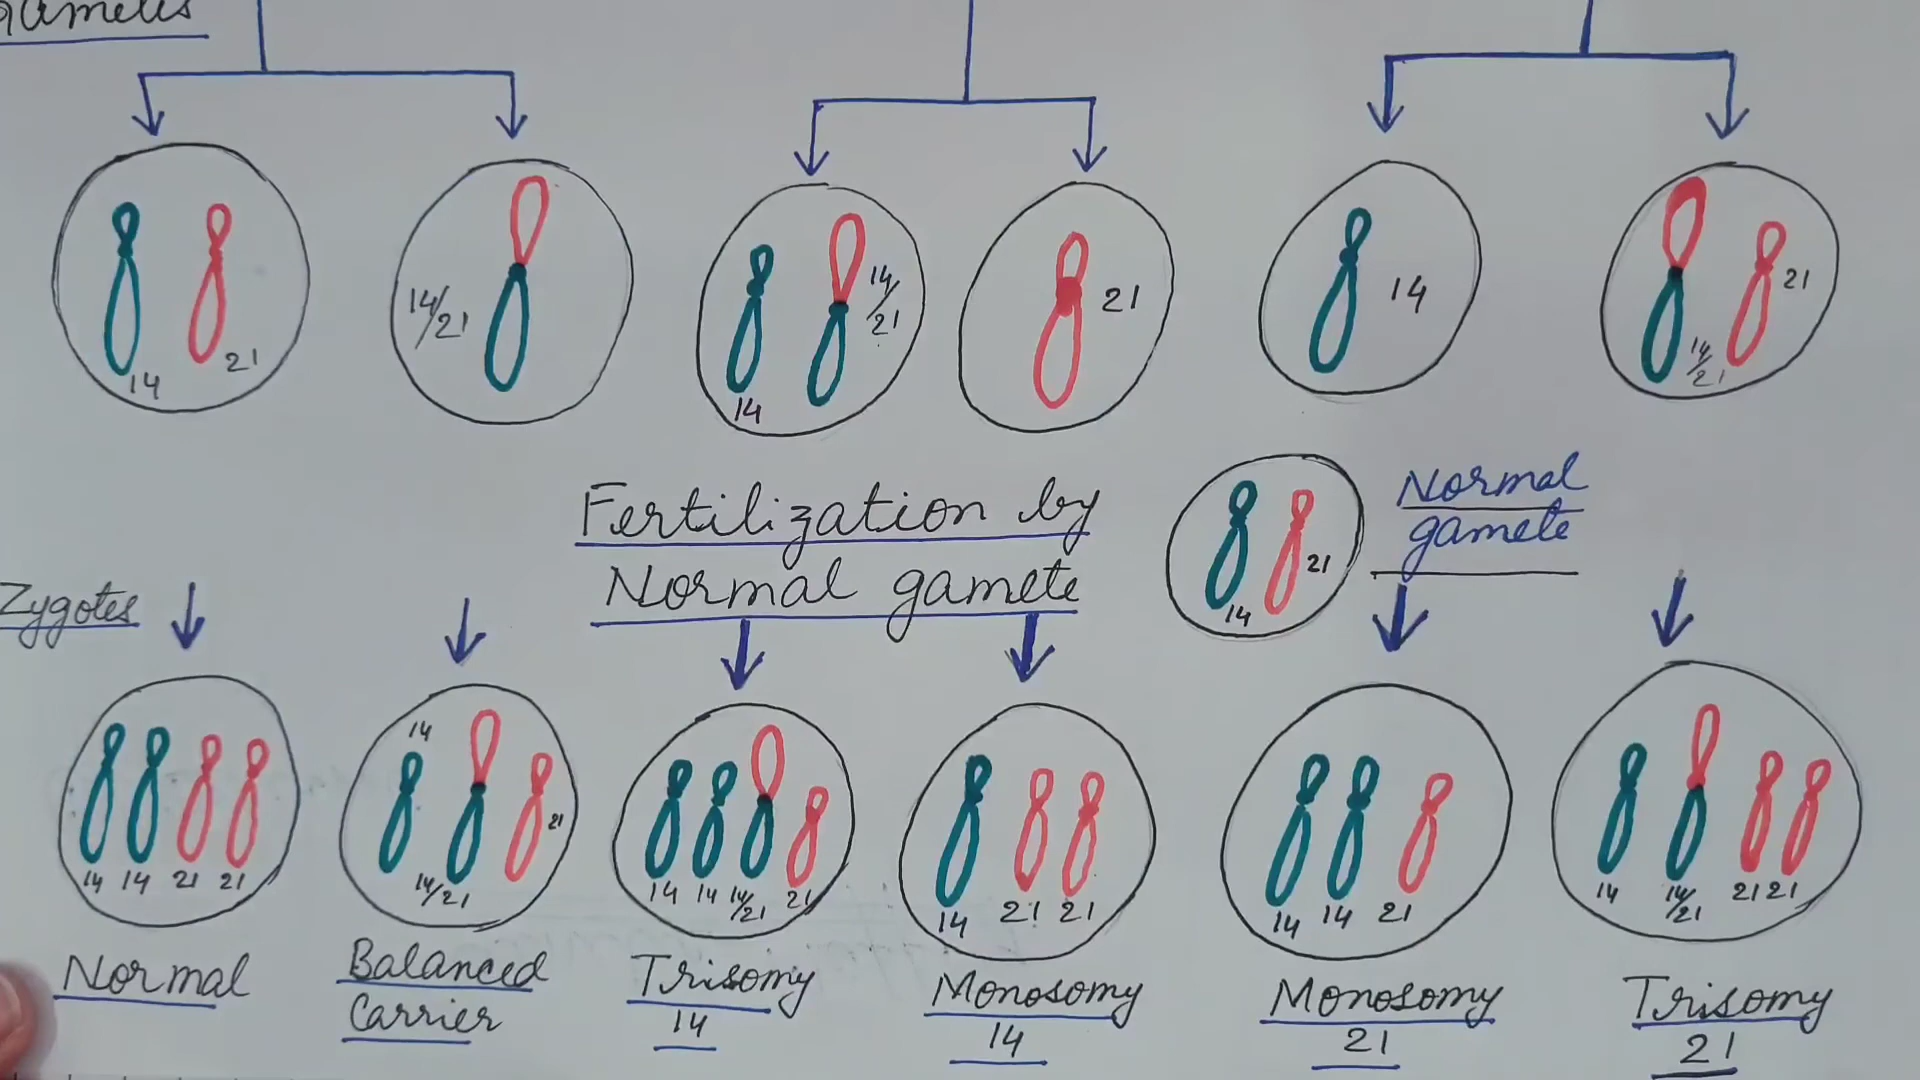 Gametes
14
21
14/21
14
14/21
21
14
14/21
21
Fertilization by
Normal gamete
14
21
Normal
gamete
Zygotes
14 14 21 21
14
14/21
21
14 14 14/21 21
14 21 21
14 14 21
14 14/21 21 21
Normal
Balanced
Carrier
Trisomy
14
Monosomy
14
Monosomy
21
Trisomy
21